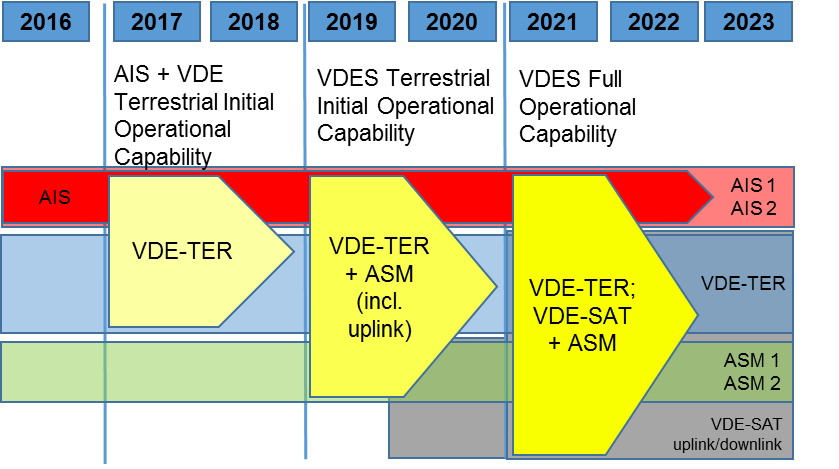 2016
2017
2018
2019
2020
2021
2022
2023
AIS + VDE
Terrestrial Initial
Operational
Capability
VDES Terrestrial
Initial Operational
Capability
VDES Full
Operational
Capability
AIS
AIS 1
AIS 2
VDE-TER
VDE-TER
+ ASM
(incl.
uplink)
VDE-TER;
VDE-SAT
+ ASM
VDE-TER
ASM 1
ASM 2
VDE-SAT
uplink/downlink